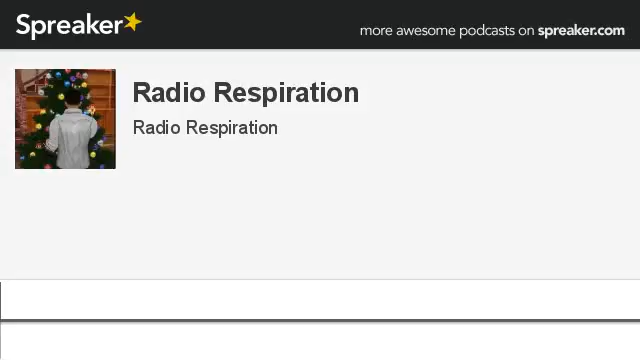 Spreaker
more awesome podcasts on spreaker.com
Radio Respiration
Radio Respiration